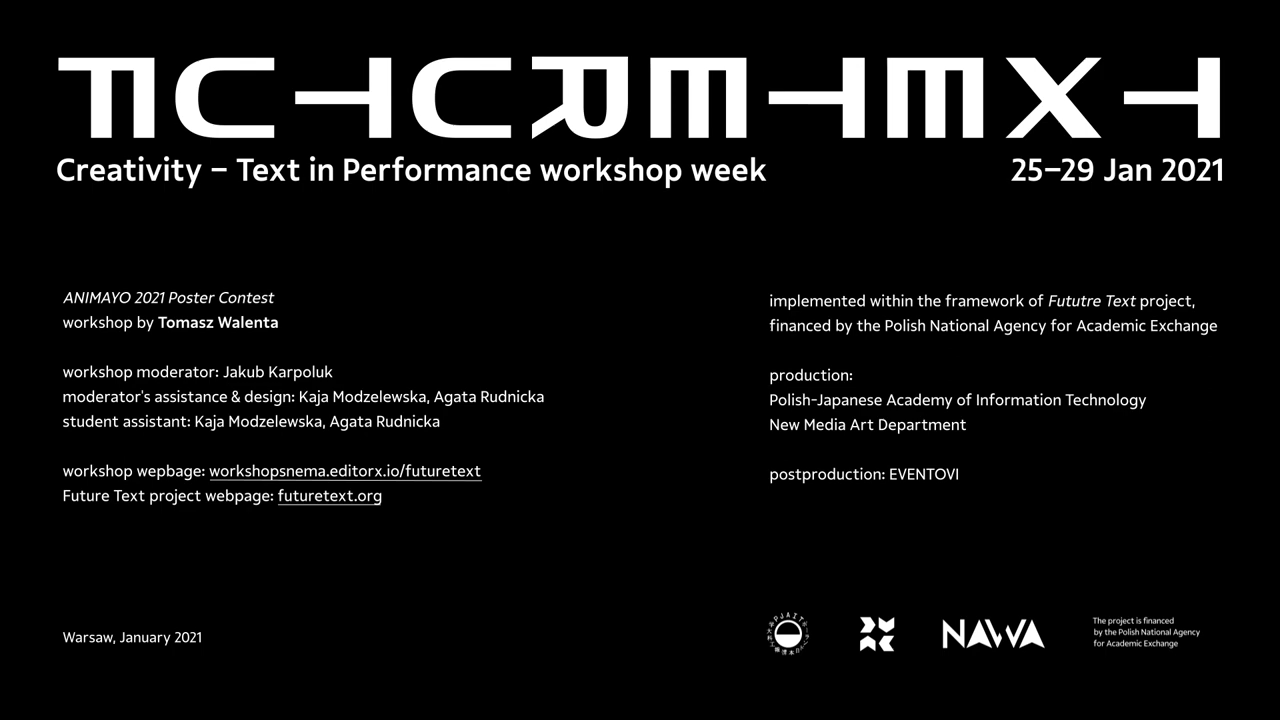 FUTURETEXT
Creativity – Text in Performance workshop week
25–29 Jan 2021
ANIMAYO 2021 Poster Contest
workshop by Tomasz Walenta
workshop moderator: Jakub Karpoluk
moderator's assistance & design: Kaja Modzelewska, Agata Rudnicka
student assistant: Kaja Modzelewska, Agata Rudnicka
workshop wepbage: workshopsnema.editorx.io/futuretext
Future Text project webpage: futuretext.org
implemented within the framework of Fututre Text project,
financed by the Polish National Agency for Academic Exchange
production:
Polish-Japanese Academy of Information Technology
New Media Art Department
postproduction: EVENTOVI
Warsaw, January 2021
PJAIT
NAWA
The project is financed
by the Polish National Agency
for Academic Exchange